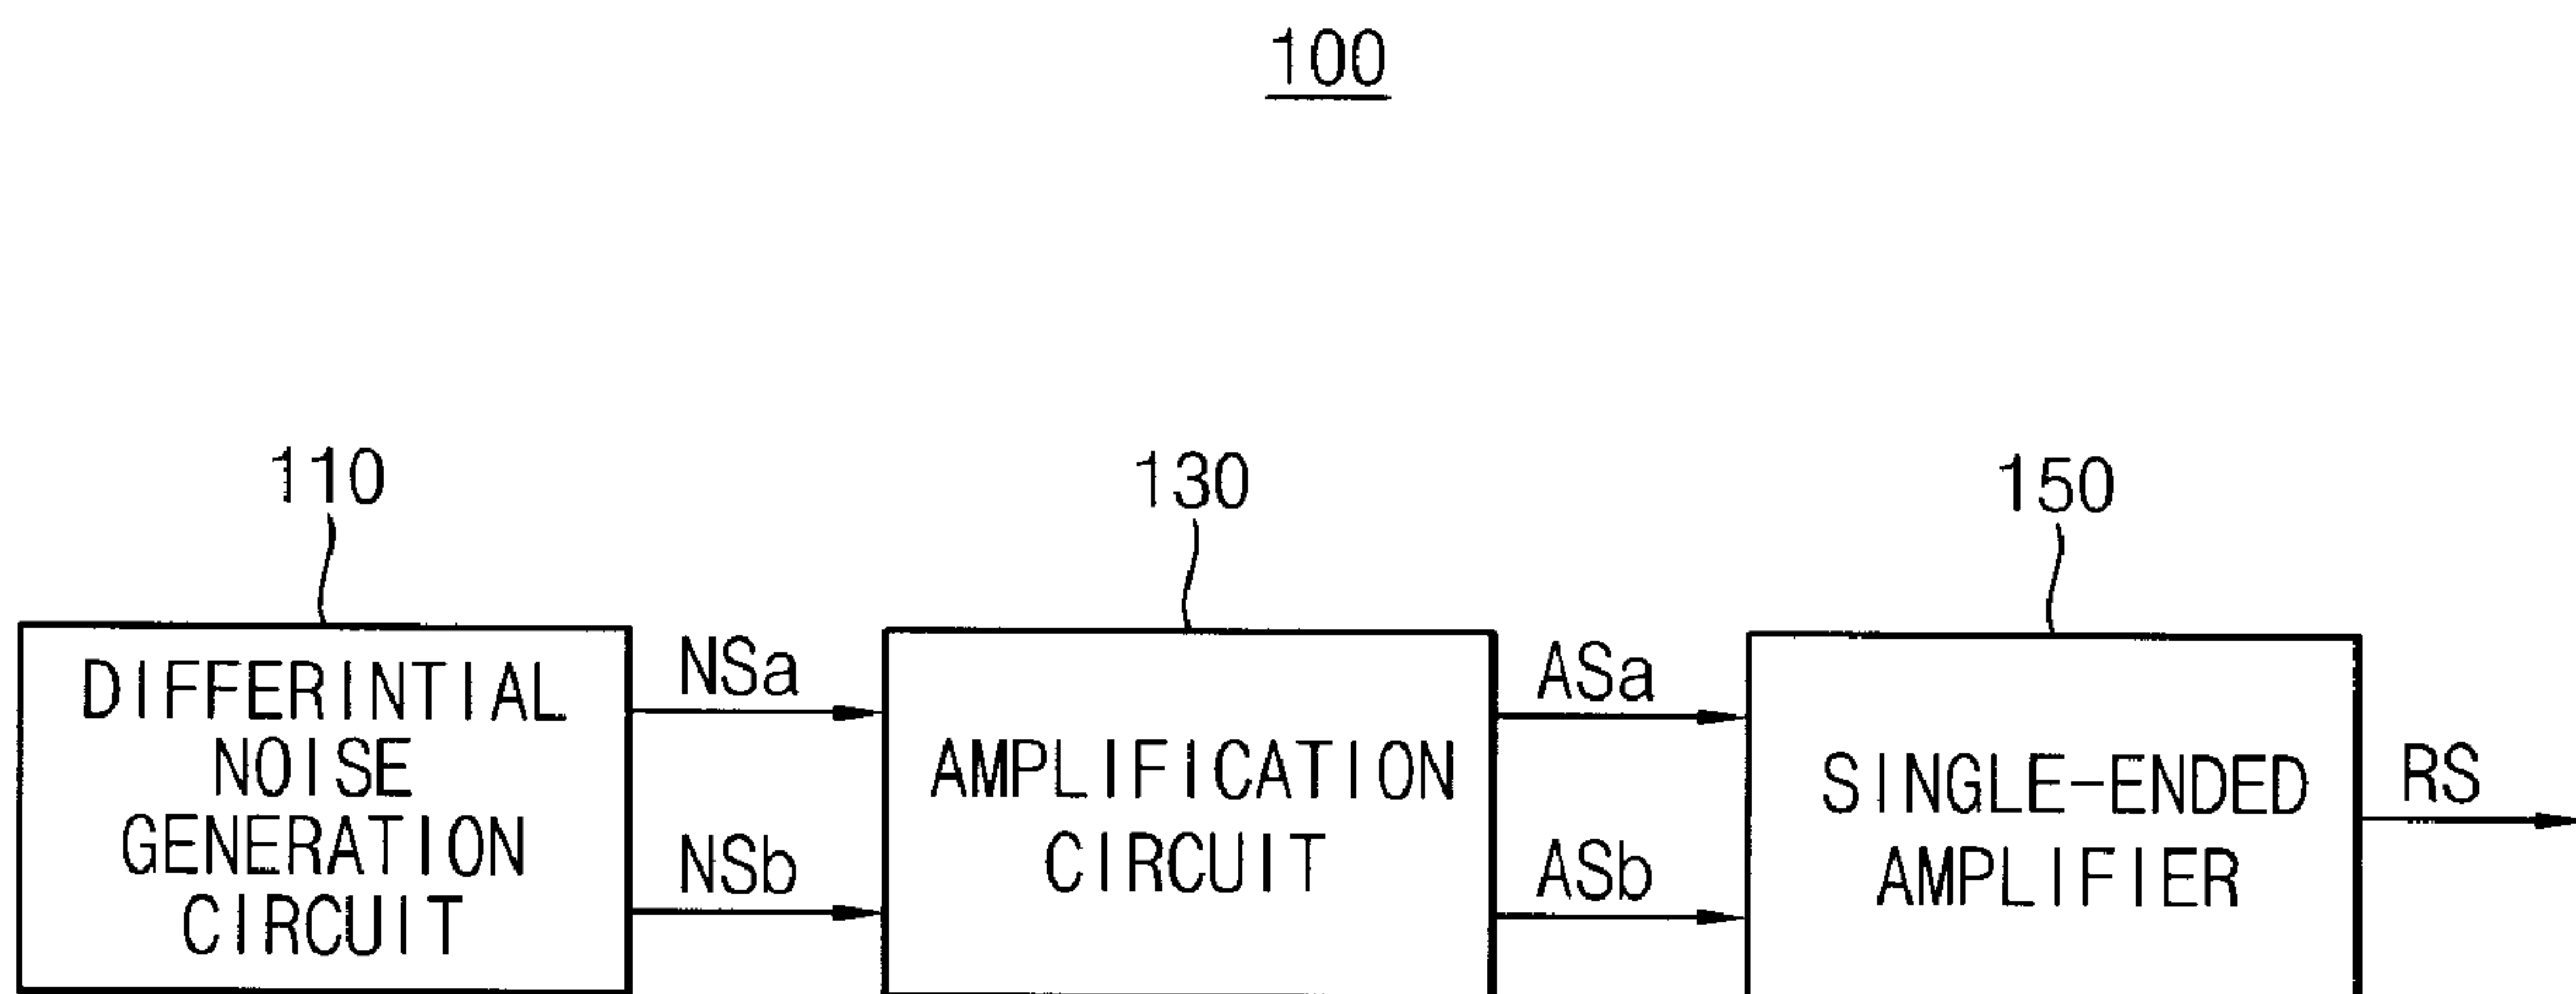 100
110
130
150
DIFFERINTIAL
NOISE
GENERATION
CIRCUIT
NSa
NSb
AMPLIFICATION
CIRCUIT
ASa
ASb
SINGLE-ENDED
AMPLIFIER
RS